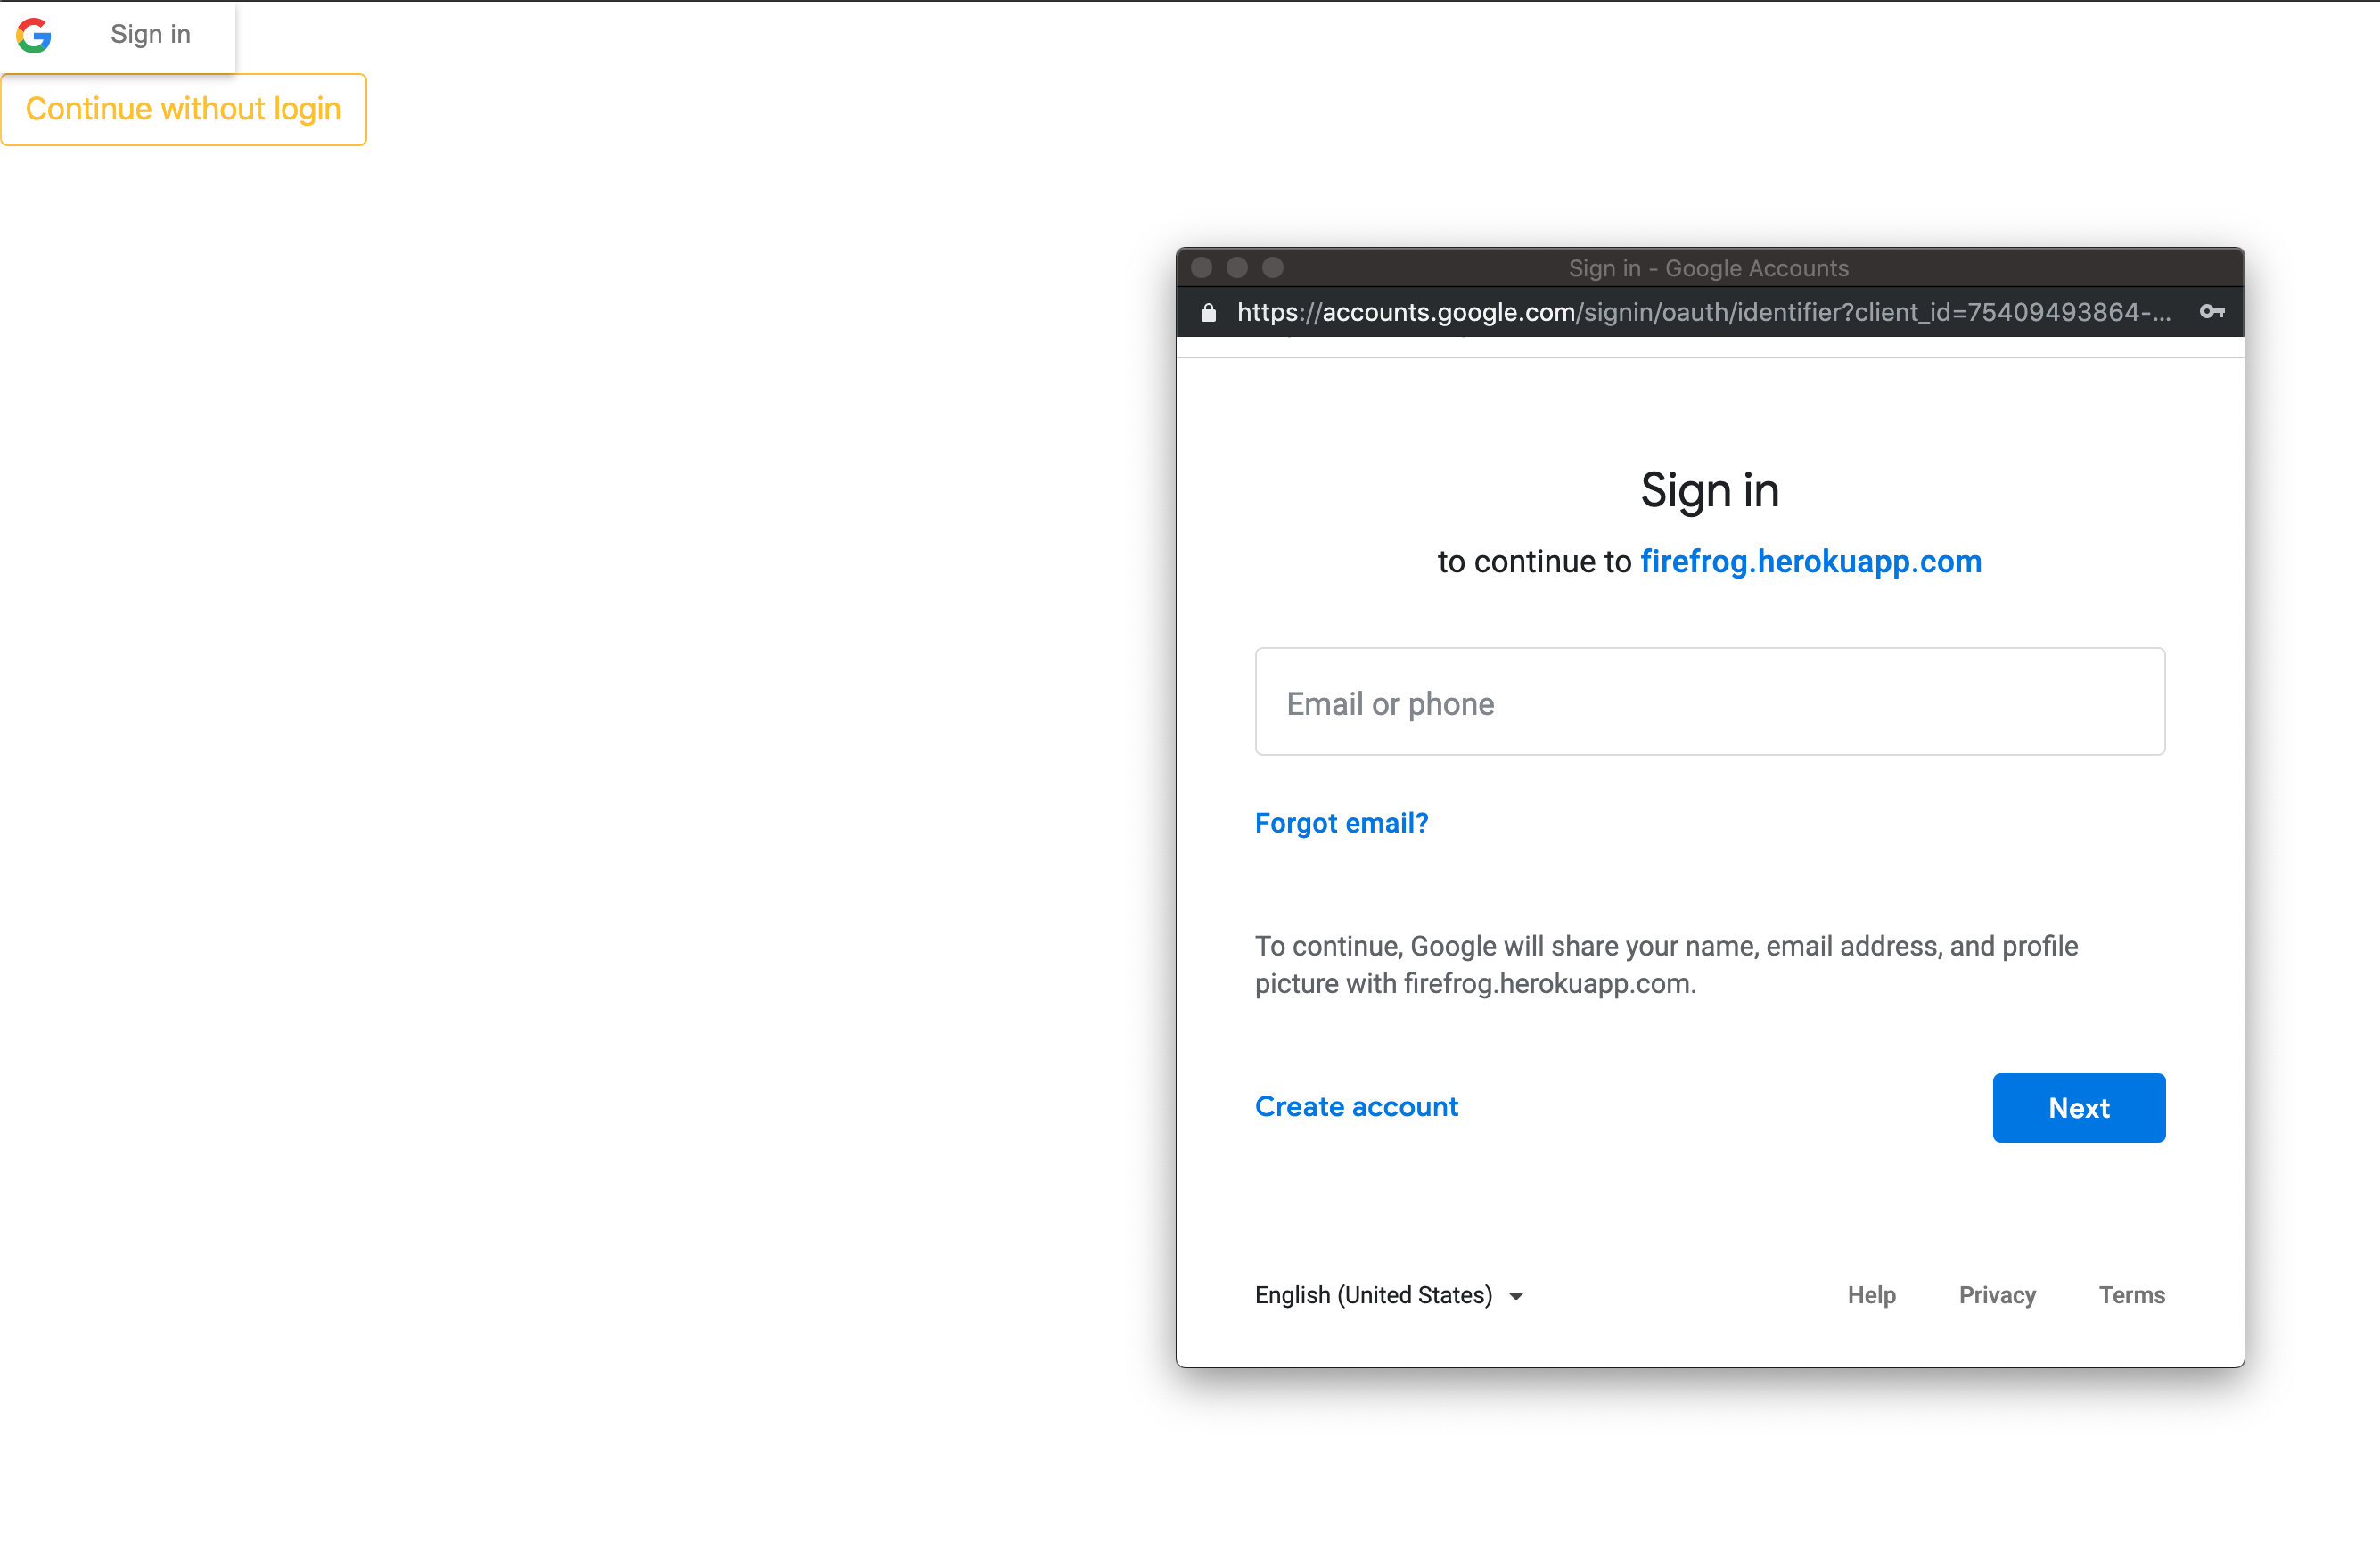 Sign in
Continue without login
Sign in - Google Accounts
https://accounts.google.com/signin/oauth/identifier?client_id=75409493864-...
Sign in
to continue to firefrog.herokuapp.com
Email or phone
Forgot email?
To continue, Google will share your name, email address, and profile
picture with firefrog.herokuapp.com.
Create account
Next
English (United States)
Help Privacy Terms